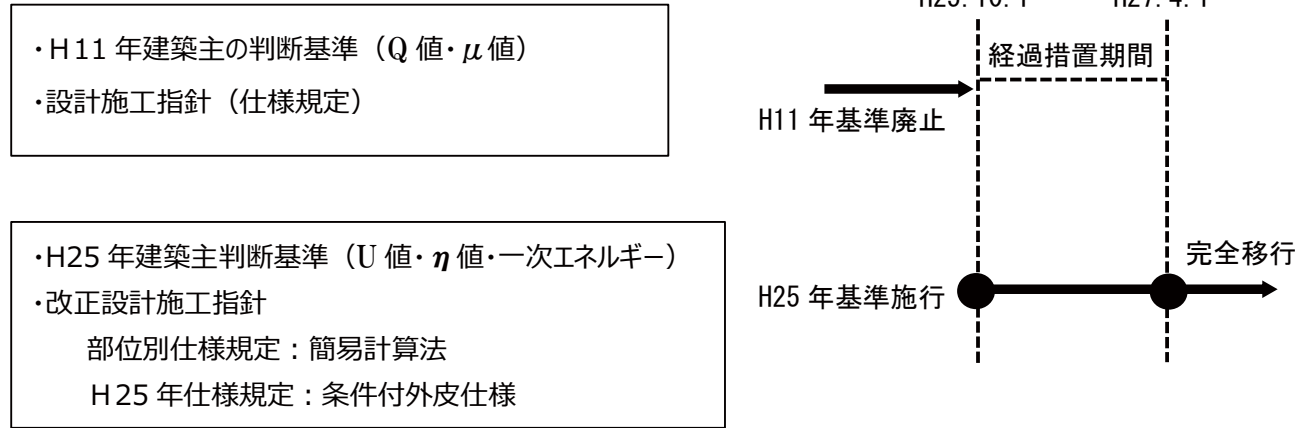 ・H11 年建築主の判断基準（Q 値・μ 値）
・設計施工指針（仕様規定）
・H25 年建築主判断基準（U 値・η 値・一次エネルギー）
・改正設計施工指針
部位別仕様規定：簡易計算法
H25 年仕様規定：条件付外皮仕様
経過措置期間
H11 年基準廃止
完全移行
H25 年基準施行